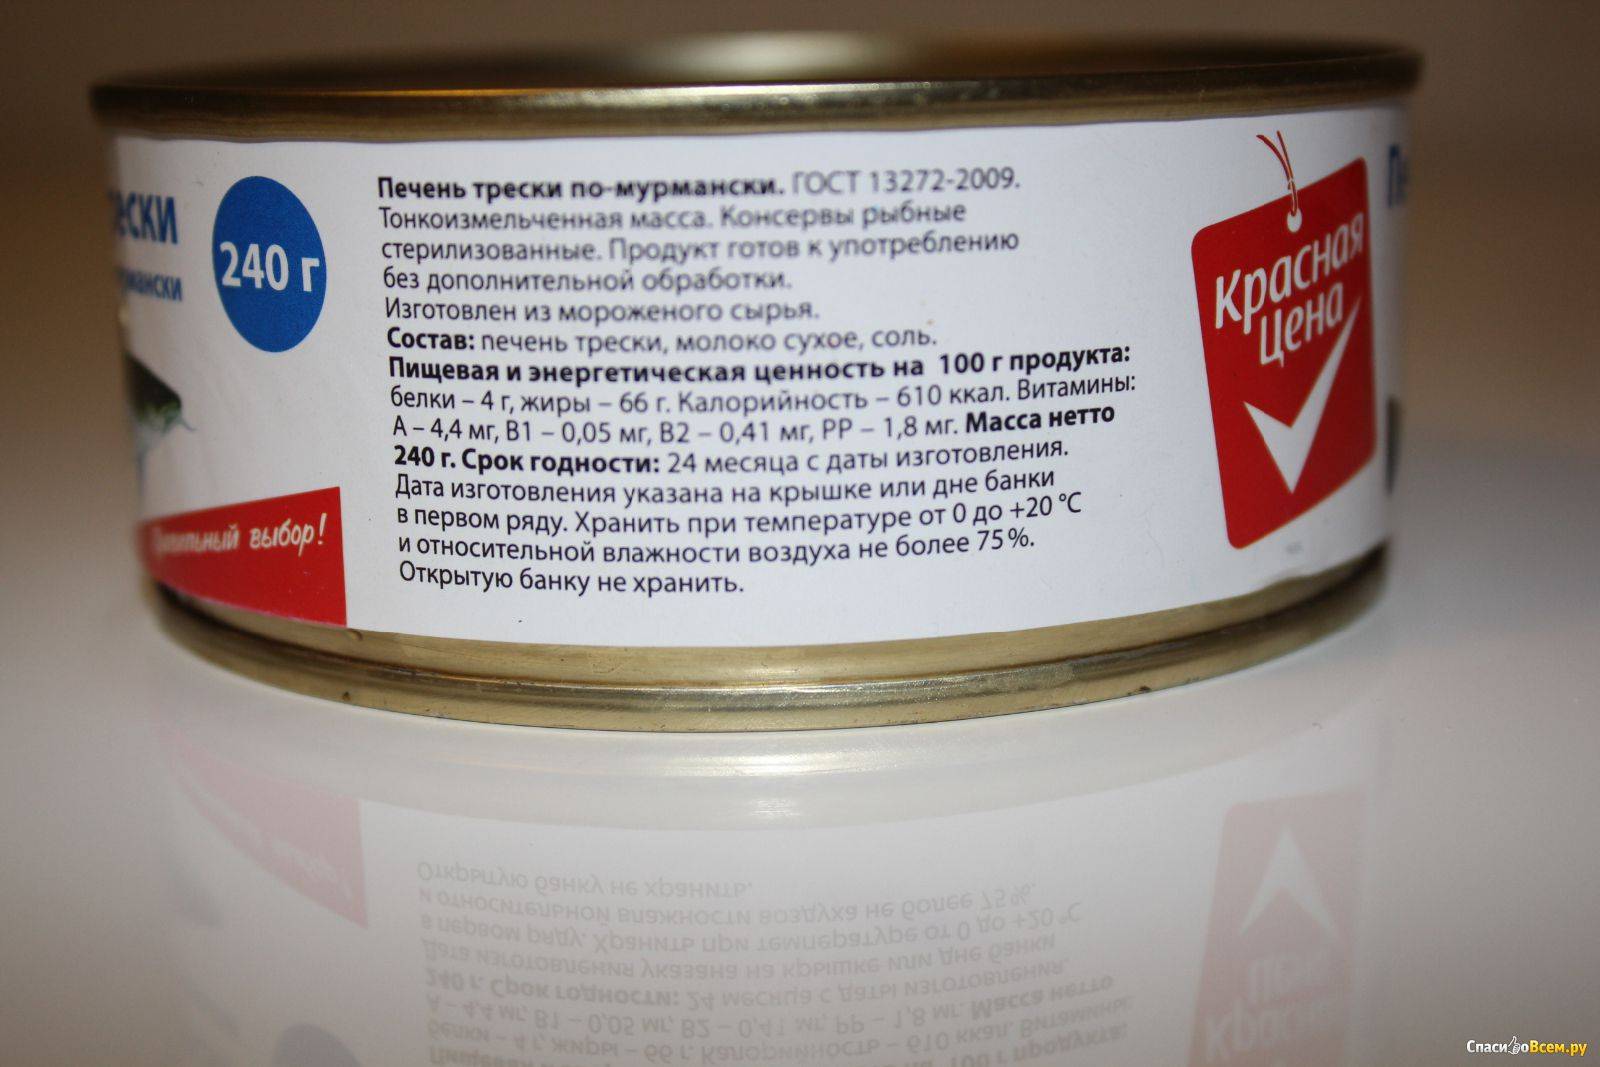 240 г
выбор!
Печень трески по-мурмански. ГОСТ 13272-2009.
Тонкоизмельченная масса. Консервы рыбные
стерилизованные. Продукт готов к употреблению
без дополнительной обработки.
Изготовлен из мороженого сырья.
Состав: печень трески, молоко сухое, соль.
Пищевая и энергетическая ценность на 100 г продукта:
белки – 4 г, жиры – 66 г. Калорийность – 610 ккал. Витамины:
А – 4,4 мг, В1 – 0,05 мг, В2 – 0,41 мг, РР – 1,8 мг. Масса нетто
240 г. Срок годности: 24 месяца с даты изготовления.
Дата изготовления указана на крышке или дне банки
в первом ряду. Хранить при температуре от 0 до +20 °С
и относительной влажности воздуха не более 75%.
Открытую банку не хранить.
Красная
цена
СпасибоВсем.ру